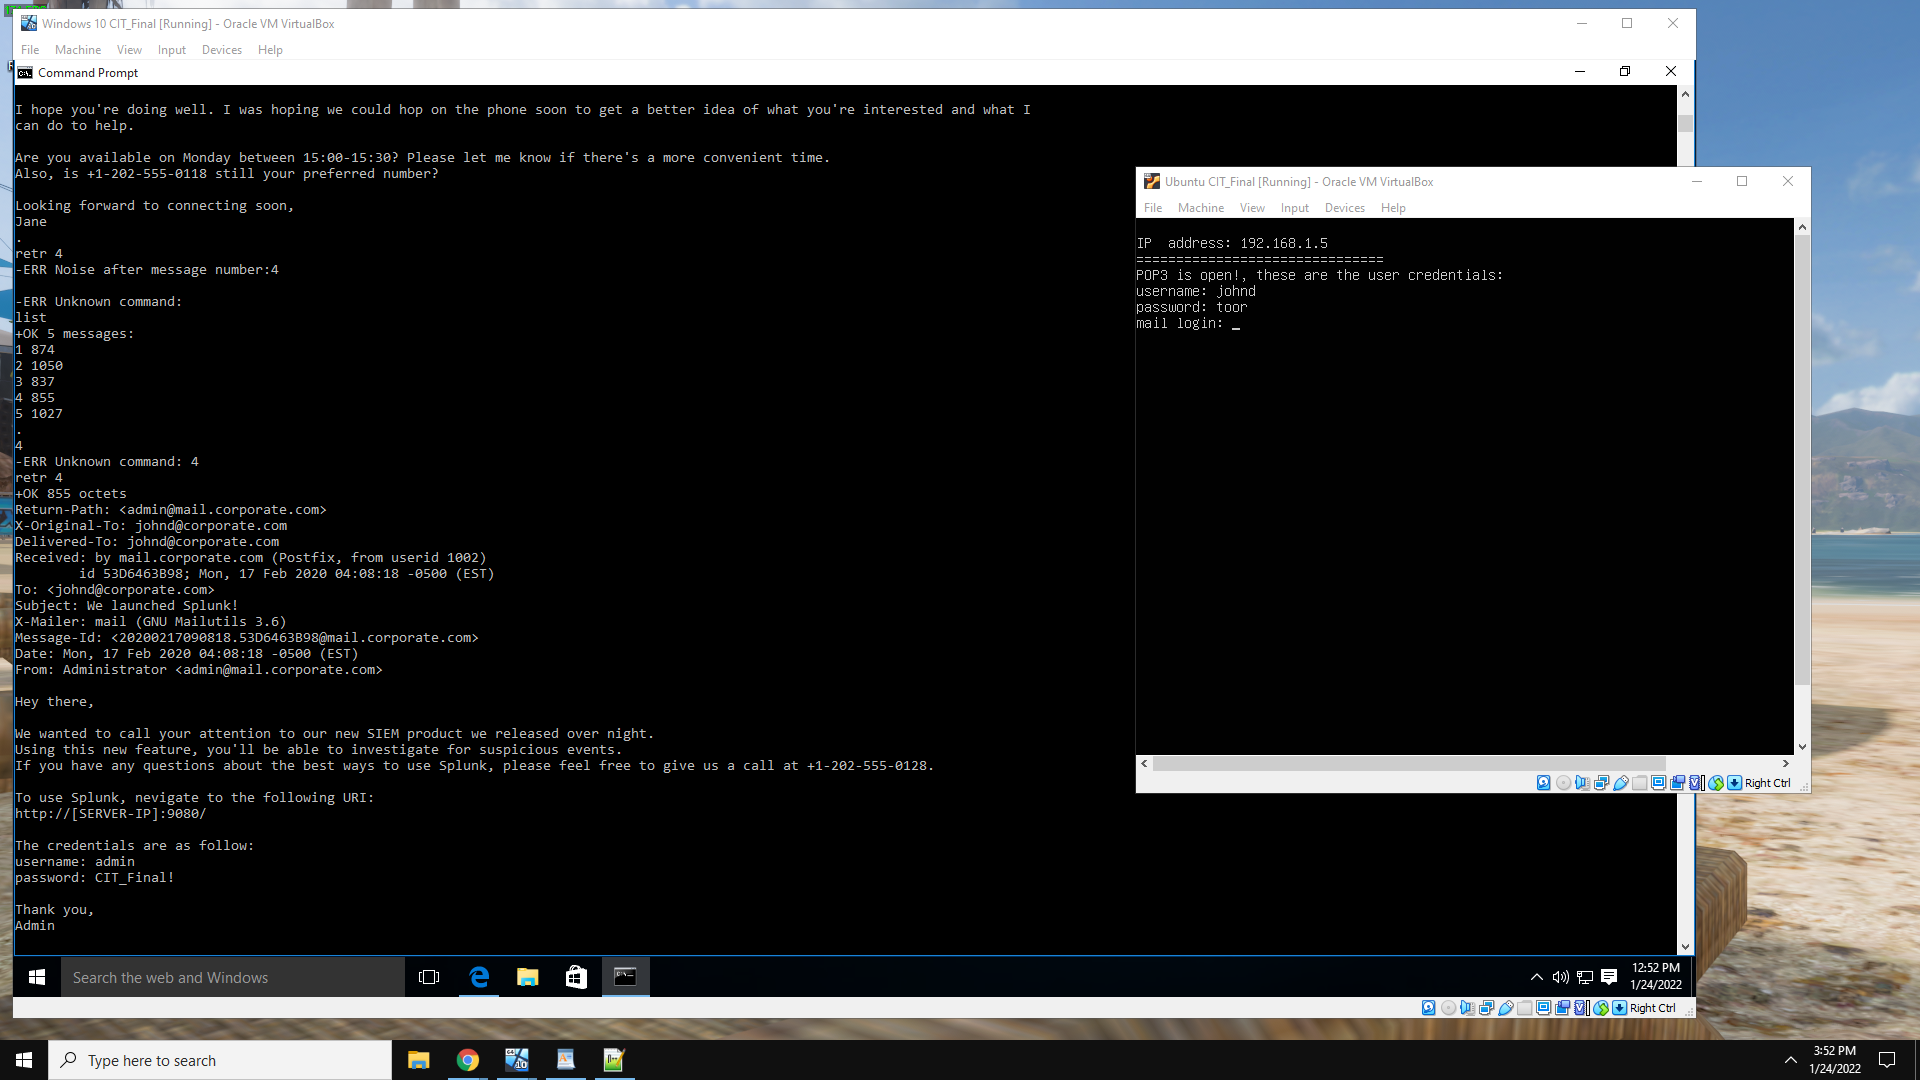 Windows 10 CIT_Final [Running] - Oracle VM VirtualBox
File Machine View Input Devices Help
Command Prompt
I hope you're doing well. I was hoping we could hop on the phone soon to get a better idea of what you're interested and what I
can do to help.
Are you available on Monday between 15:00-15:30? Please let me know if there's a more convenient time.
Also, is +1-202-555-0118 still your preferred number?
Looking forward to connecting soon,
Jane
.
retr 4
-ERR Noise after message number:4
-ERR Unknown command:
list
+OK 5 messages:
1 874
2 1050
3 837
4 855
5 1027
.
4
-ERR Unknown command: 4
retr 4
+OK 855 octets
Return-Path: <admin@mail.corporate.com>
X-Original-To: johnd@corporate.com
Delivered-To: johnd@corporate.com
Received: by mail.corporate.com (Postfix, from userid 1002)
id 53D6463B98; Mon, 17 Feb 2020 04:08:18 -0500 (EST)
To: <johnd@corporate.com>
Subject: We launched Splunk!
X-Mailer: mail (GNU Mailutils 3.6)
Message-Id: <20200217090818.53D6463B98@mail.corporate.com>
Date: Mon, 17 Feb 2020 04:08:18 -0500 (EST)
From: Administrator <admin@mail.corporate.com>
Hey there,
We wanted to call your attention to our new SIEM product we released over night.
Using this new feature, you'll be able to investigate for suspicious events.
If you have any questions about the best ways to use Splunk, please feel free to give us a call at +1-202-555-0128.
To use Splunk, nevigate to the following URI:
http://[SERVER-IP]:9080/
The credentials are as follow:
username: admin
password: CIT_Final!
Thank you,
Admin
Ubuntu CIT_Final [Running] - Oracle VM VirtualBox
File Machine View Input Devices Help
IP  address: 192.168.1.5
===============================
POP3 is open!, these are the user credentials:
username: johnd
password: toor
mail login: _
Right Ctrl
Search the web and Windows
12:52 PM
1/24/2022
Right Ctrl
Type here to search
3:52 PM
1/24/2022